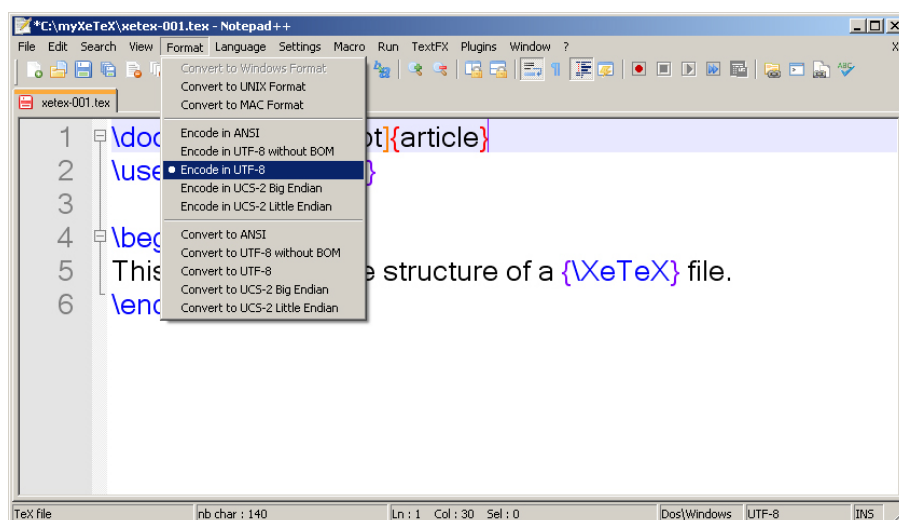 *C:\myXeTeX\xetex-001.tex - Notepad++
File Edit Search View Format Language Settings Macro Run TextFX Plugins Window ? X
Convert to Windows Format
Convert to UNIX Format
Convert to MAC Format
Encode in ANSI
Encode in UTF-8 without BOM
Encode in UTF-8
Encode in UCS-2 Big Endian
Encode in UCS-2 Little Endian
Convert to ANSI
Convert to UTF-8 without BOM
Convert to UTF-8
Convert to UCS-2 Big Endian
Convert to UCS-2 Little Endian
ABC
xetex-001.tex
1 \doc pt]{article}
2 \use }
3
4 \beg
5 This e structure of a {\XeTeX} file.
6 \end
TeX file nb char : 140 Ln : 1 Col : 30 Sel : 0 Dos\Windows UTF-8 INS